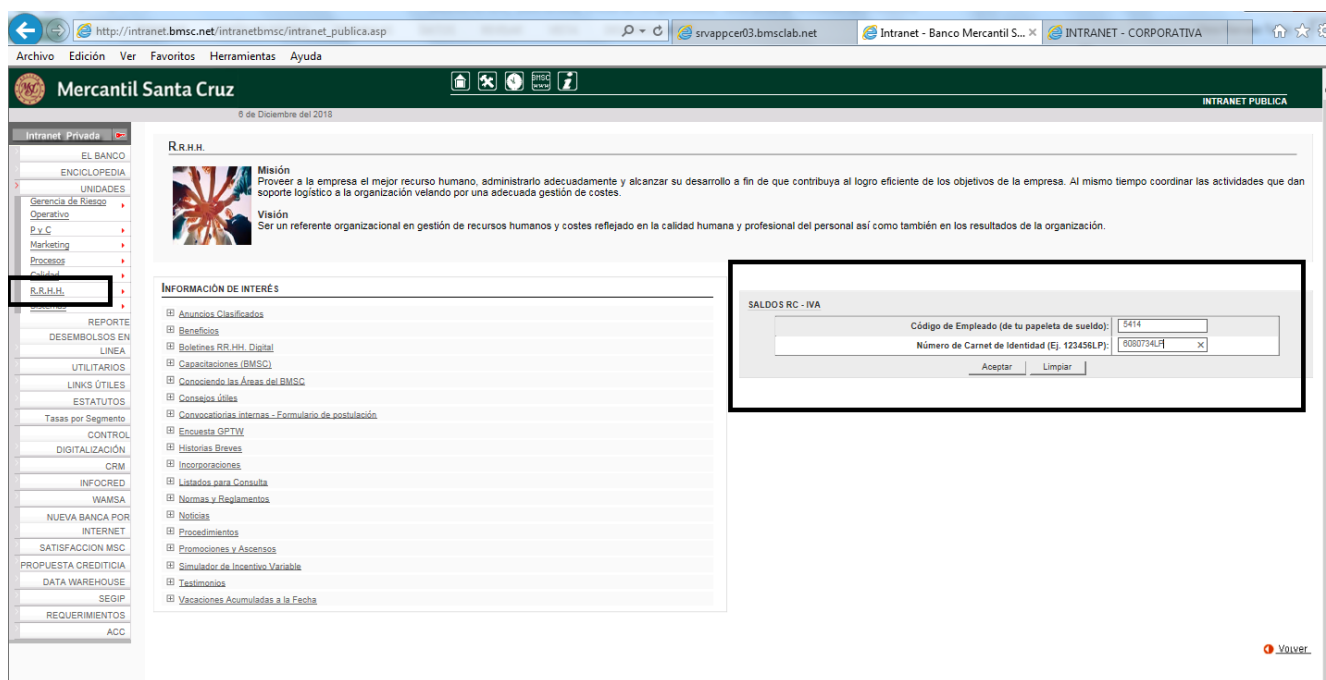 http://intranet.bmsc.net/intranetbmsc/intranet_publica.asp
srvappcer03.bmsclab.net
Intranet - Banco Mercantil S...
INTRANET - CORPORATIVA
Archivo Edición Ver Favoritos Herramientas Ayuda
Mercantil Santa Cruz
BMSC
www
INTRANET PUBLICA
6 de Diciembre del 2018
Intranet Privada
EL BANCO
ENCICLOPEDIA
UNIDADES
Gerencia de Riesgo
Operativo
P y C
Marketing
Procesos
Calidad
R.R.H.H.
Sistemas
REPORTE
DESEMBOLSOS EN
LINEA
UTILITARIOS
LINKS ÚTILES
ESTATUTOS
Tasas por Segmento
CONTROL
DIGITALIZACIÓN
CRM
INFOCRED
WAMSA
NUEVA BANCA POR
INTERNET
SATISFACCION MSC
PROPUESTA CREDITICIA
DATA WAREHOUSE
SEGIP
REQUERIMIENTOS
ACC
R.R.H.H.
Misión
Proveer a la empresa el mejor recurso humano, administrarlo adecuadamente y alcanzar su desarrollo a fin de que contribuya al logro eficiente de los objetivos de la empresa. Al mismo tiempo coordinar las actividades que dan
soporte logístico a la organización velando por una adecuada gestión de costes.
Visión
Ser un referente organizacional en gestión de recursos humanos y costes reflejado en la calidad humana y profesional del personal así como también en los resultados de la organización.
INFORMACIÓN DE INTERÉS
Anuncios Clasificados
Beneficios
Boletines RR.HH. Digital
Capacitaciones (BMSC)
Conociendo las Áreas del BMSC
Consejos útiles
Convocatiorias internas - Formulario de postulación
Encuesta GPTW
Historias Breves
Incorporaciones
Listados para Consulta
Normas y Reglamentos
Noticias
Procedimientos
Promociones y Ascensos
Simulador de Incentivo Variable
Testimonios
Vacaciones Acumuladas a la Fecha
SALDOS RC - IVA
Código de Empleado (de tu papeleta de sueldo): 5414
Número de Carnet de Identidad (Ej. 123456LP): 6080734LP
Aceptar Limpiar
Volver